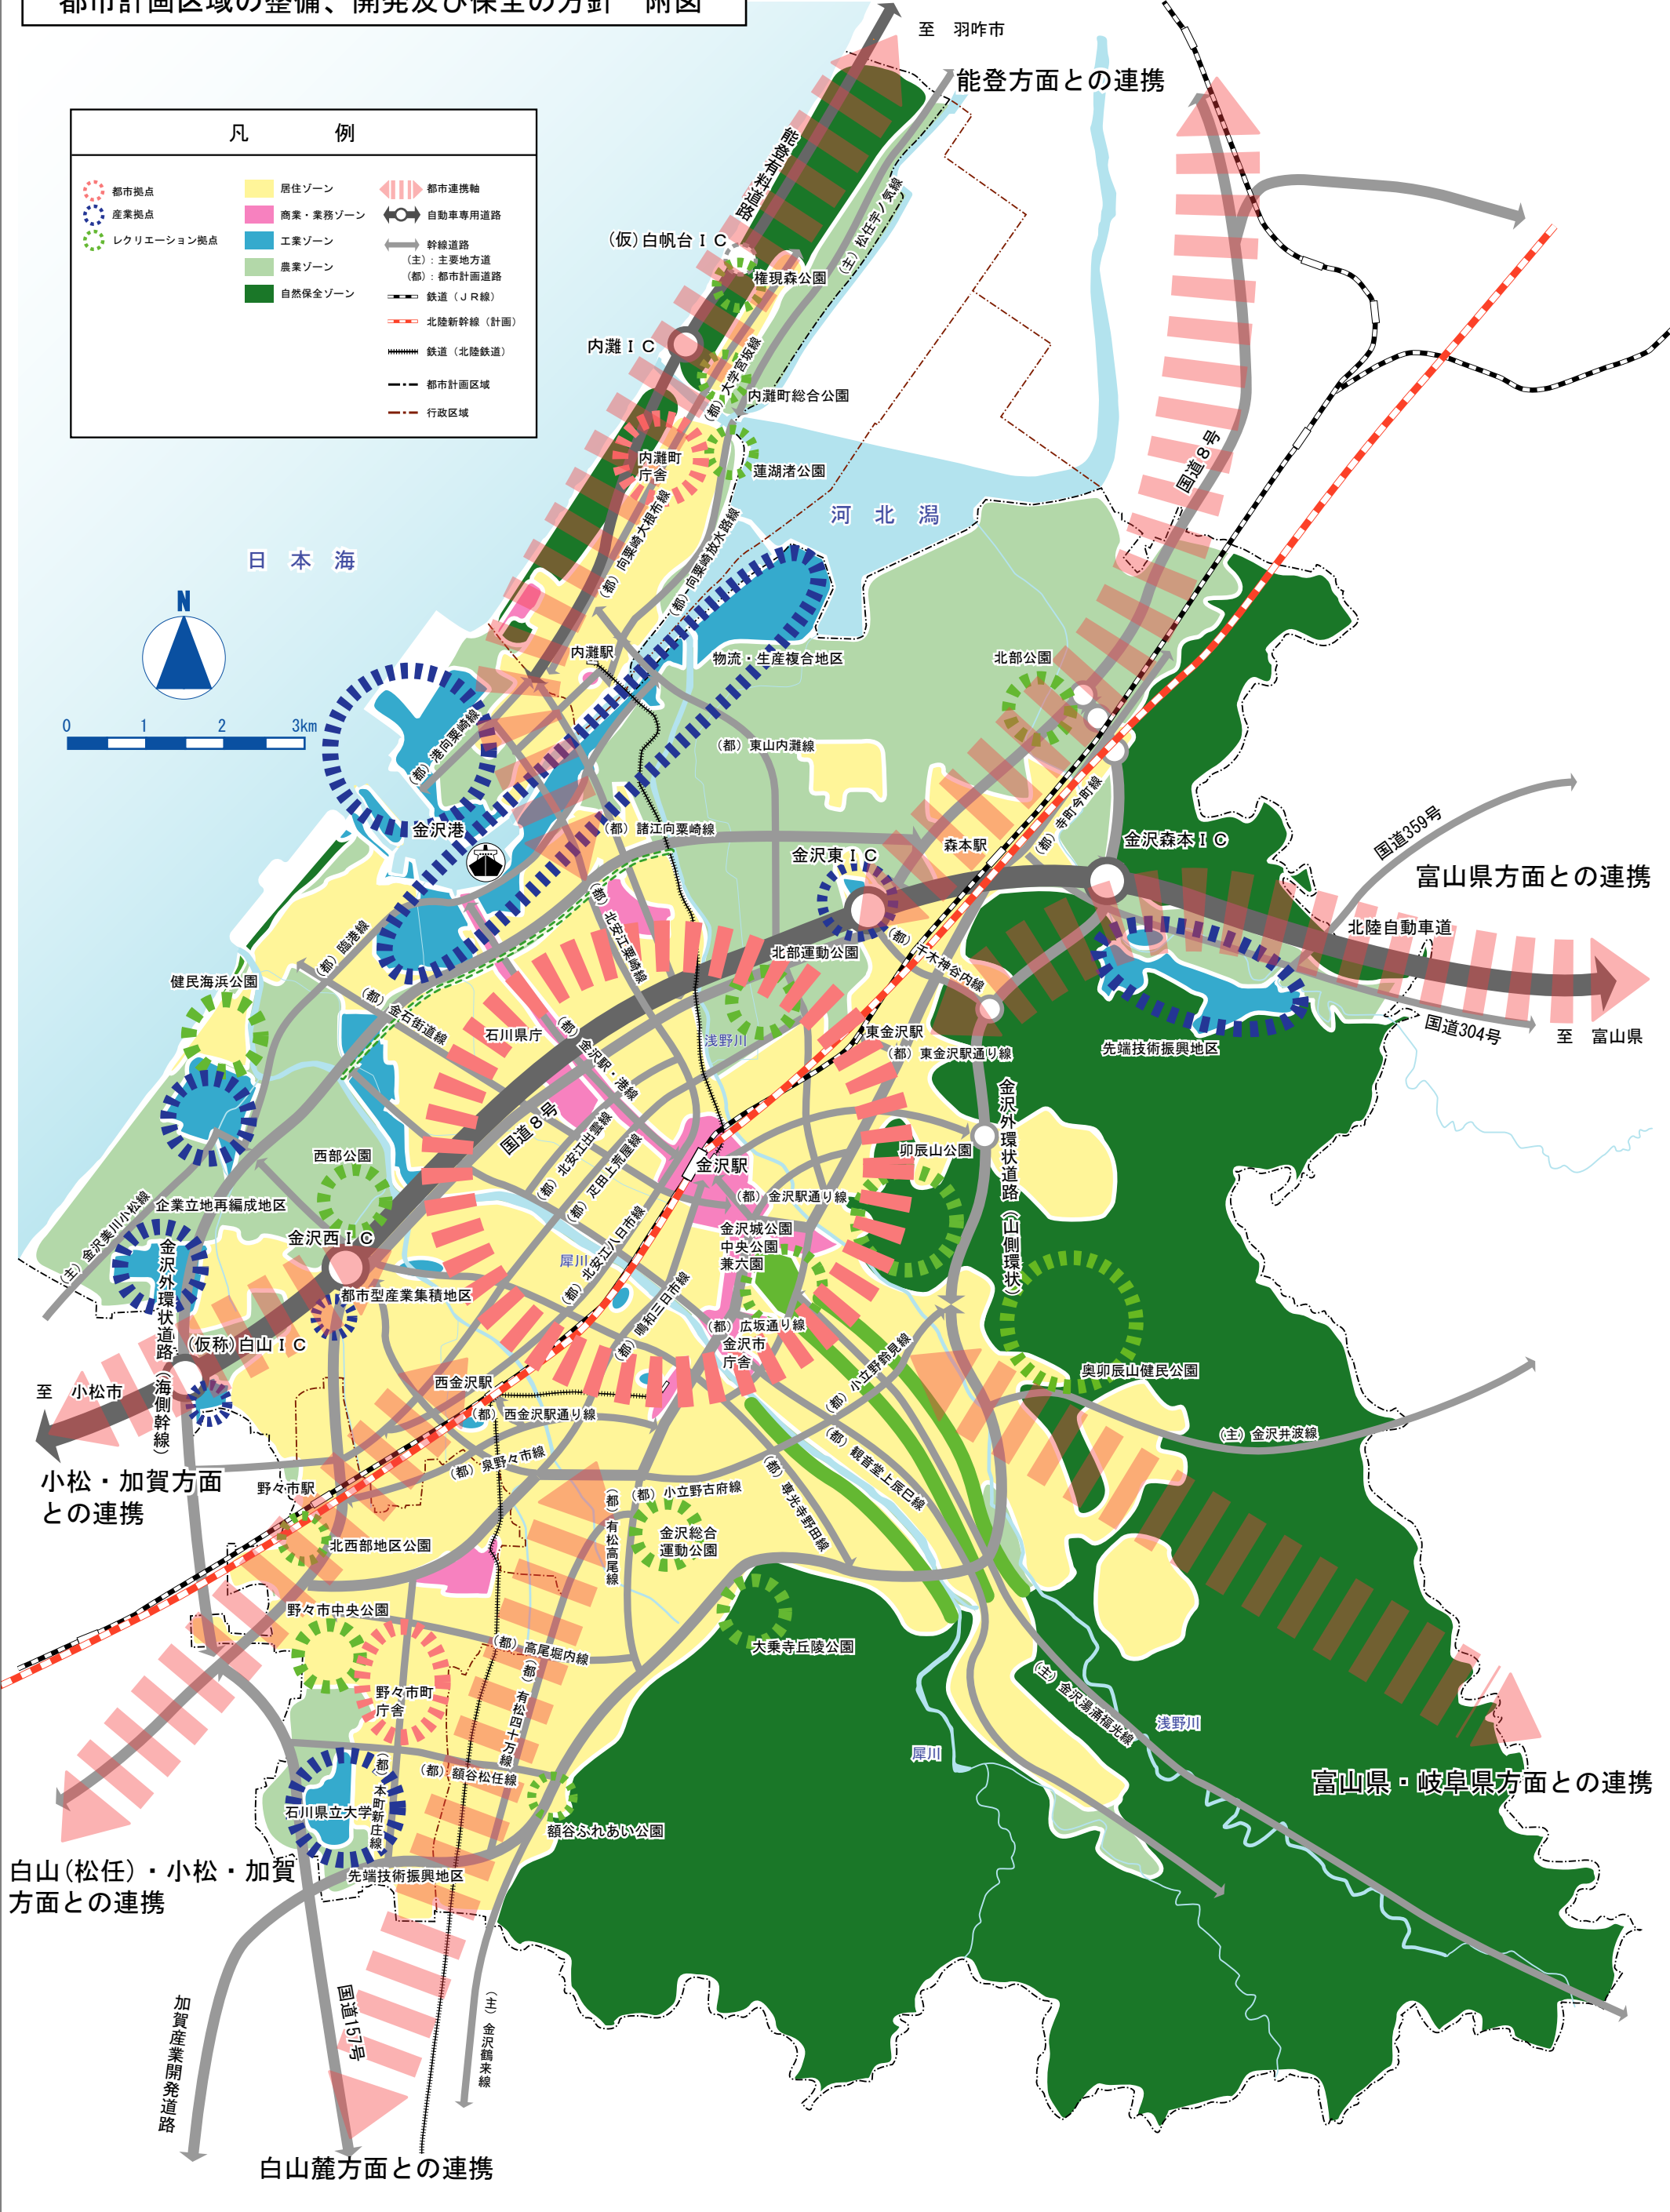 都市計画区域の整備、開発及び保全の方針　附図
凡　例
都市拠点
産業拠点
レクリエーション拠点
居住ゾーン
商業・業務ゾーン
工業ゾーン
農業ゾーン
自然保全ゾーン
都市連携軸
自動車専用道路
幹線道路
（主）：主要地方道
（都）：都市計画道路
鉄道（ＪＲ線）
北陸新幹線（計画）
鉄道（北陸鉄道）
都市計画区域
行政区域
至　羽咋市
能登方面との連携
能登有料道路
（主）松任宇ノ気線
(仮)白帆台ＩＣ
権現森公園
内灘ＩＣ
（都）大学宮坂線
内灘町総合公園
内灘町
庁舎
蓮湖渚公園
国道８号
河　北　潟
日　本　海
N
0　1　2　3km
（都）向粟崎大根布線
（都）向粟崎放水路線
内灘駅
物流・生産複合地区
北部公園
（都）港向粟崎線
（都）東山内灘線
金沢港
（都）諸江向粟崎線
金沢東ＩＣ
森本駅
（都）寺町今町線
金沢森本ＩＣ
国道359号
富山県方面との連携
北陸自動車道
（都）北安江粟崎線
（都）臨港線
北部運動公園
（都）千木神谷内線
健民海浜公園
（都）金石街道線
石川県庁
（都）金沢駅・港線
浅野川
東金沢駅
（都）東金沢駅通り線
先端技術振興地区
国道304号
至　富山県
金沢外環状道路（山側環状）
国道８号
（都）北安江出雲線
（都）疋田上荒屋線
金沢駅
卯辰山公園
西部公園
企業立地再編成地区
（主）金沢美川小松線
金沢西ＩＣ
（都）金沢駅通り線
金沢城公園
中央公園
兼六園
犀川
（都）北安江八日市線
（都）鳴和三日市線
都市型産業集積地区
金沢外環状道路（海側幹線）
(仮称)白山ＩＣ
（都）広坂通り線
金沢市
庁舎
（都）小立野鈴見線
奥卯辰山健民公園
至　小松市
西金沢駅
（都）西金沢駅通り線
（主）金沢井波線
小松・加賀方面
との連携
（都）泉野々市線
（都）観音堂上辰巳線
（都）専光寺野田線
野々市駅
（都）小立野古府線
（都）有松高尾線
金沢総合
運動公園
北西部地区公園
野々市中央公園
大乗寺丘陵公園
（都）高尾堀内線
（都）有松四十万線
（主）金沢湯涌福光線
野々市町
庁舎
浅野川
犀川
（都）額谷松任線
（都）本町新庄線
富山県・岐阜県方面との連携
石川県立大学
額谷ふれあい公園
白山(松任)・小松・加賀
方面との連携
先端技術振興地区
国道157号
加賀産業開発道路
（主）金沢鶴来線
白山麓方面との連携